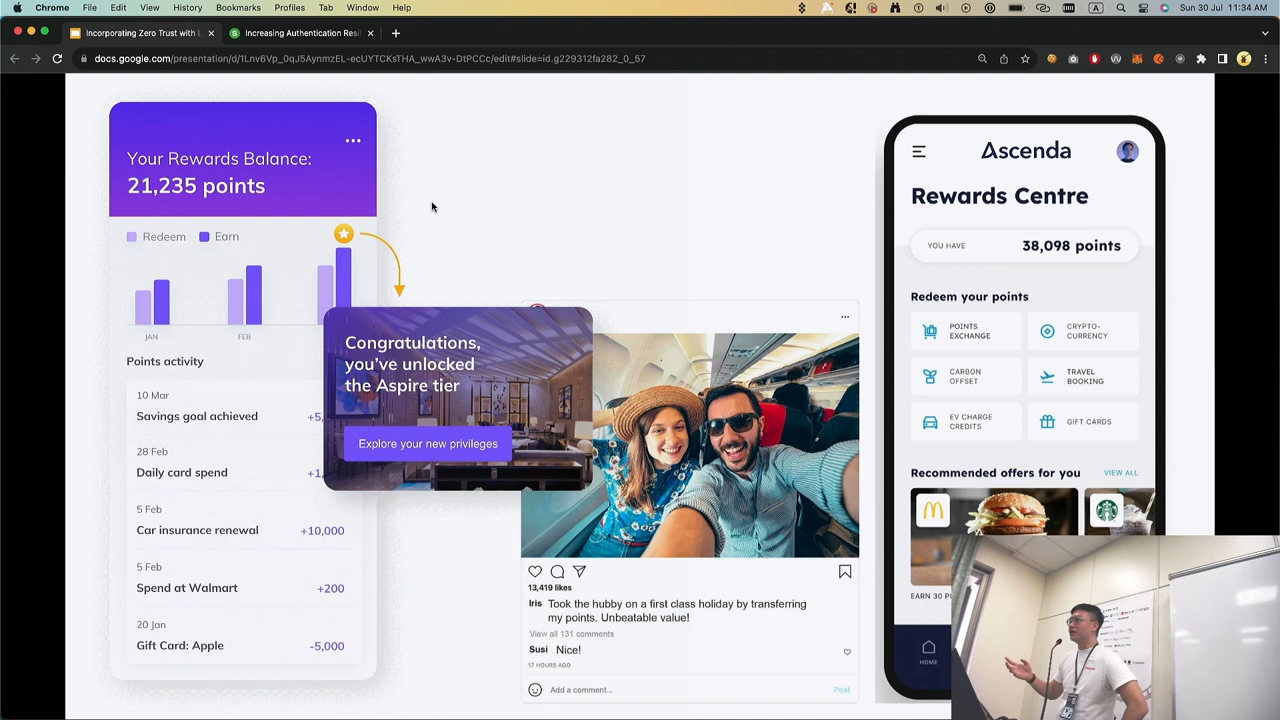 Chrome File Edit View History Bookmarks Profiles Tab Window Help
A
Sun 30 Jul 11:34 AM
Incorporating Zero Trust with L
Increasing Authentication Resil
docs.google.com/presentation/d/1Lnv6Vp_0qJ5AynmzEL-ecUYTCKsTHA_wwA3v-DtPCCc/edit#slide=id.g229312fa282_0_57
Your Rewards Balance:
21,235 points
Redeem Earn
JAN FEB
Points activity
10 Mar
Savings goal achieved +5,
28 Feb
Daily card spend +1,
5 Feb
Car insurance renewal +10,000
5 Feb
Spend at Walmart +200
20 Jan
Gift Card: Apple -5,000
Congratulations,
you've unlocked
the Aspire tier
Explore your new privileges
13,419 likes
Iris Took the hubby on a first class holiday by transferring
my points. Unbeatable value!
View all 131 comments
Susi Nice!
17 HOURS AGO
Add a comment... Post
Ascenda
Rewards Centre
YOU HAVE 38,098 points
Redeem your points
POINTS
EXCHANGE
CRYPTO-
CURRENCY
CARBON
OFFSET
TRAVEL
BOOKING
EV CHARGE
CREDITS
GIFT CARDS
Recommended offers for you VIEW ALL
EARN 30 P
HOME